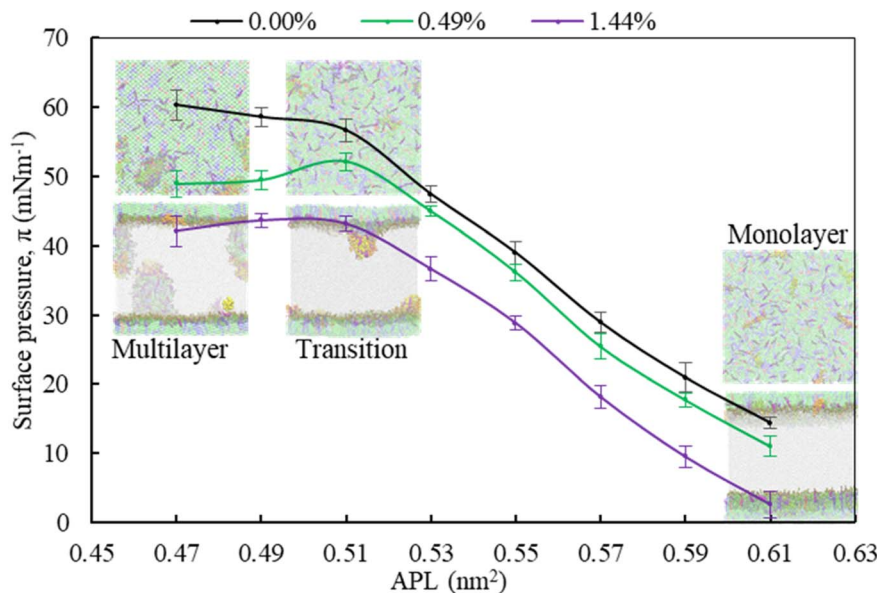 0.00% 0.49% 1.44%
70
60
50
40
30
20
10
0
Surface pressure, π (mNm⁻¹)
Multilayer
Transition
Monolayer
0.45 0.47 0.49 0.51 0.53 0.55 0.57 0.59 0.61 0.63
APL (nm²)